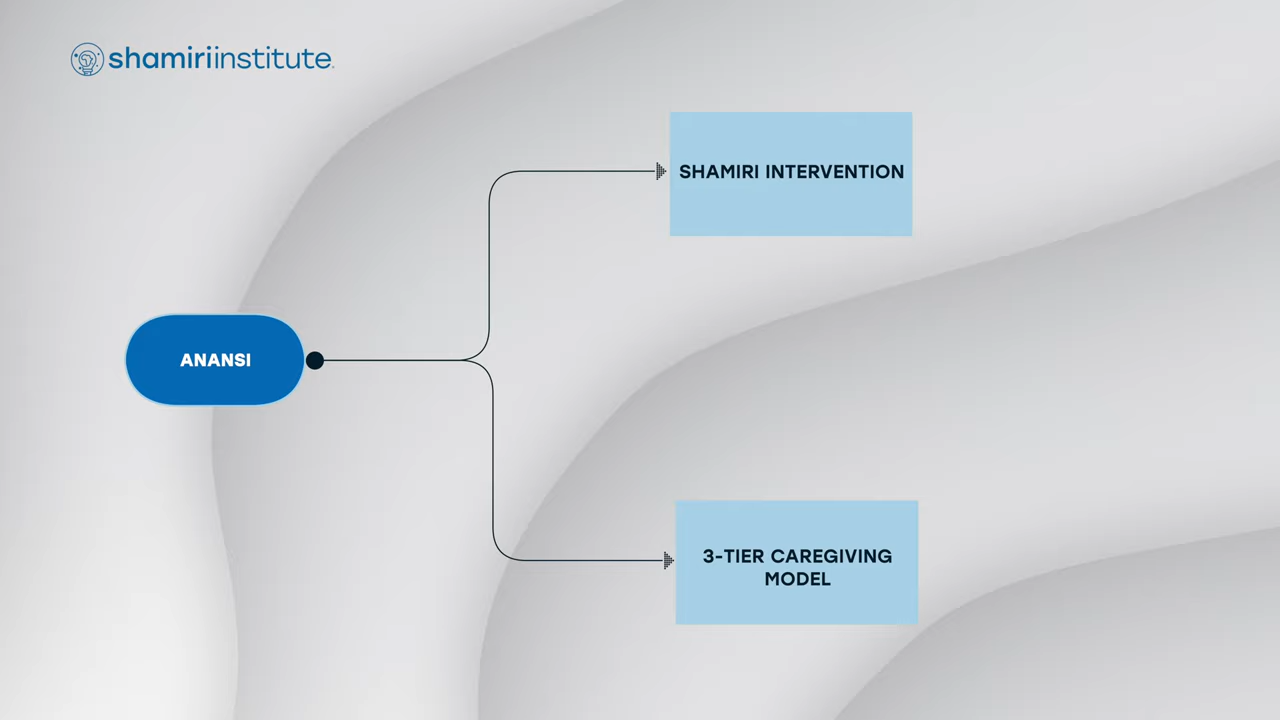 shamiriinstitute.
SHAMIRI INTERVENTION
ANANSI
3-TIER CAREGIVING
MODEL